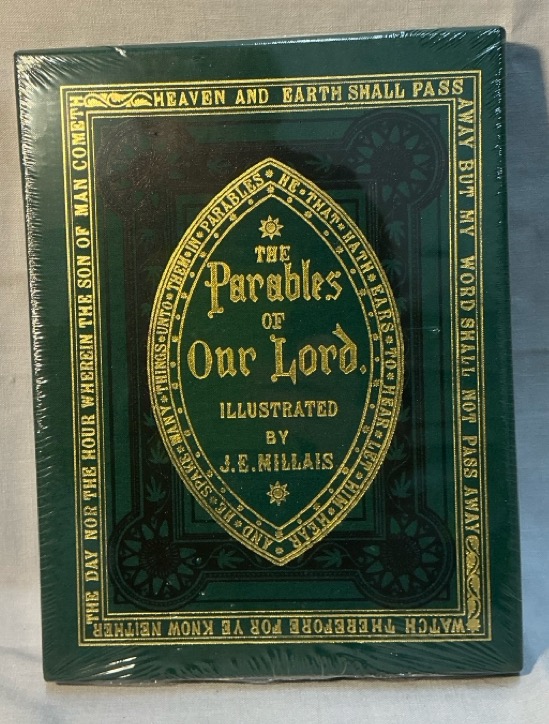 HEAVEN AND EARTH SHALL PASS
AWAY BUT MY WORD SHALL NOT PASS AWAY
WATCH THEREFORE FOR YE KNOW NEITHER
THE DAY NOR THE HOUR WHEREIN THE SON OF MAN COMETH
AND * HE * SPAKE * MANY * THINGS * UNTO * THEM * IN * PARABLES * HE * THAT * HATH * EARS * TO * HEAR * LET * HIM * HEAR
THE
Parables
OF
Our Lord.
ILLUSTRATED
BY
J.E. MILLAIS